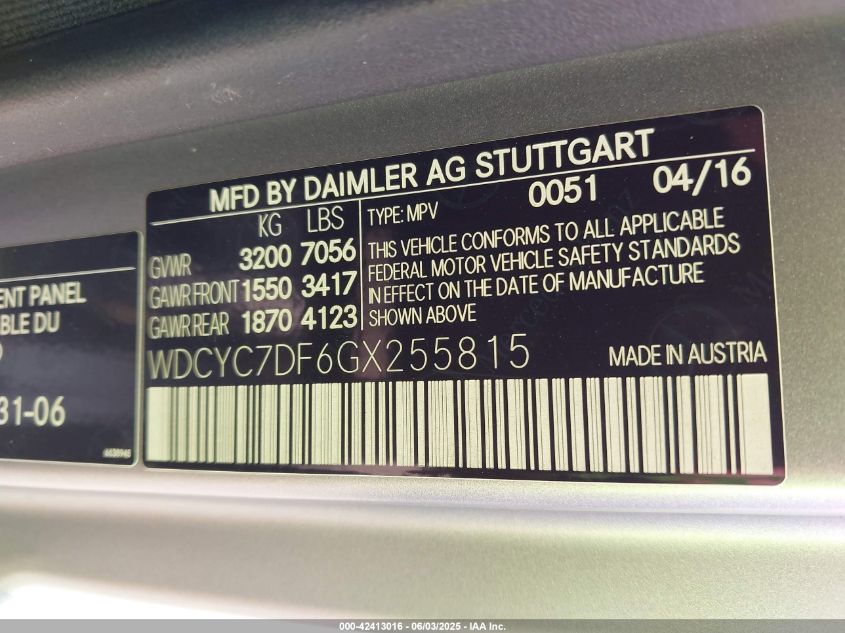 ENT PANEL
BLE DU
31-06
6638948
MFD BY DAIMLER AG STUTTGART
KG LBS
GVWR 3200 7056
GAWR FRONT 1550 3417
GAWR REAR 1870 4123
TYPE: MPV 0051 04/16
THIS VEHICLE CONFORMS TO ALL APPLICABLE
FEDERAL MOTOR VEHICLE SAFETY STANDARDS
IN EFFECT ON THE DATE OF MANUFACTURE
SHOWN ABOVE
WDCYC7DF6GX255815 MADE IN AUSTRIA
000-42413016 - 06/03/2025 - IAA Inc.